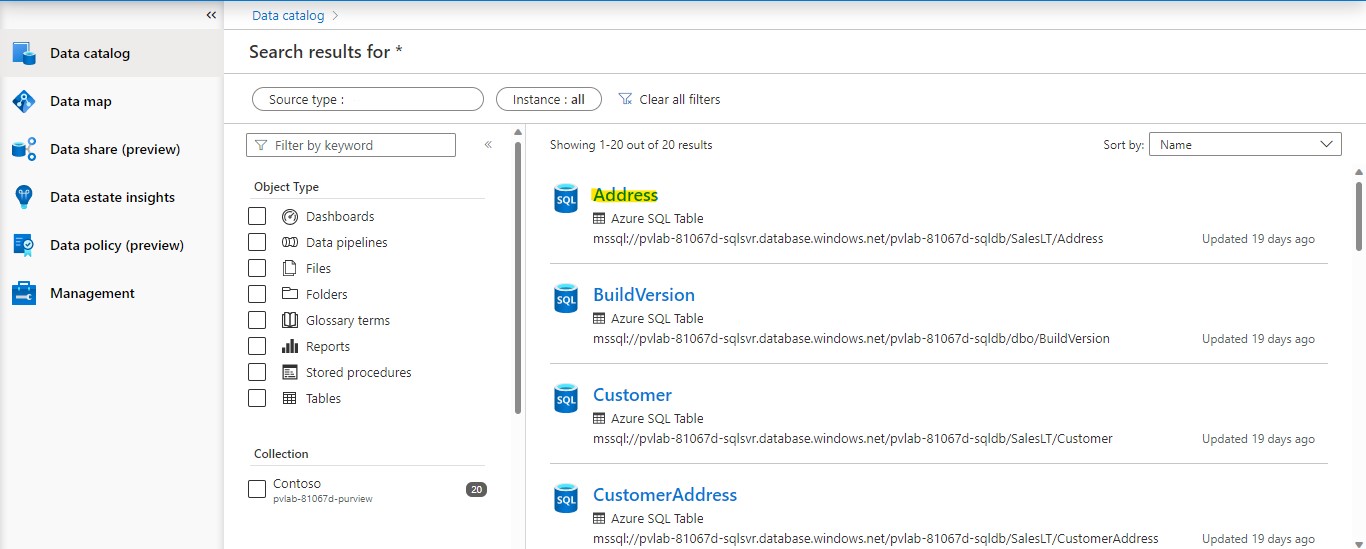 «
Data catalog
Data map
Data share (preview)
Data estate insights
Data policy (preview)
Management
Data catalog >
Search results for *
Source type :
Instance : all
Clear all filters
Filter by keyword
«
Object Type
Dashboards
Data pipelines
Files
Folders
Glossary terms
Reports
Stored procedures
Tables
Collection
Contoso
pvlab-81067d-purview
20
Showing 1-20 out of 20 results
Sort by: Name
SQL
Address
Azure SQL Table
mssql://pvlab-81067d-sqlsvr.database.windows.net/pvlab-81067d-sqldb/SalesLT/Address
Updated 19 days ago
SQL
BuildVersion
Azure SQL Table
mssql://pvlab-81067d-sqlsvr.database.windows.net/pvlab-81067d-sqldb/dbo/BuildVersion
Updated 19 days ago
SQL
Customer
Azure SQL Table
mssql://pvlab-81067d-sqlsvr.database.windows.net/pvlab-81067d-sqldb/SalesLT/Customer
Updated 19 days ago
SQL
CustomerAddress
Azure SQL Table
mssql://pvlab-81067d-sqlsvr.database.windows.net/pvlab-81067d-sqldb/SalesLT/CustomerAddress
Updated 19 days ago